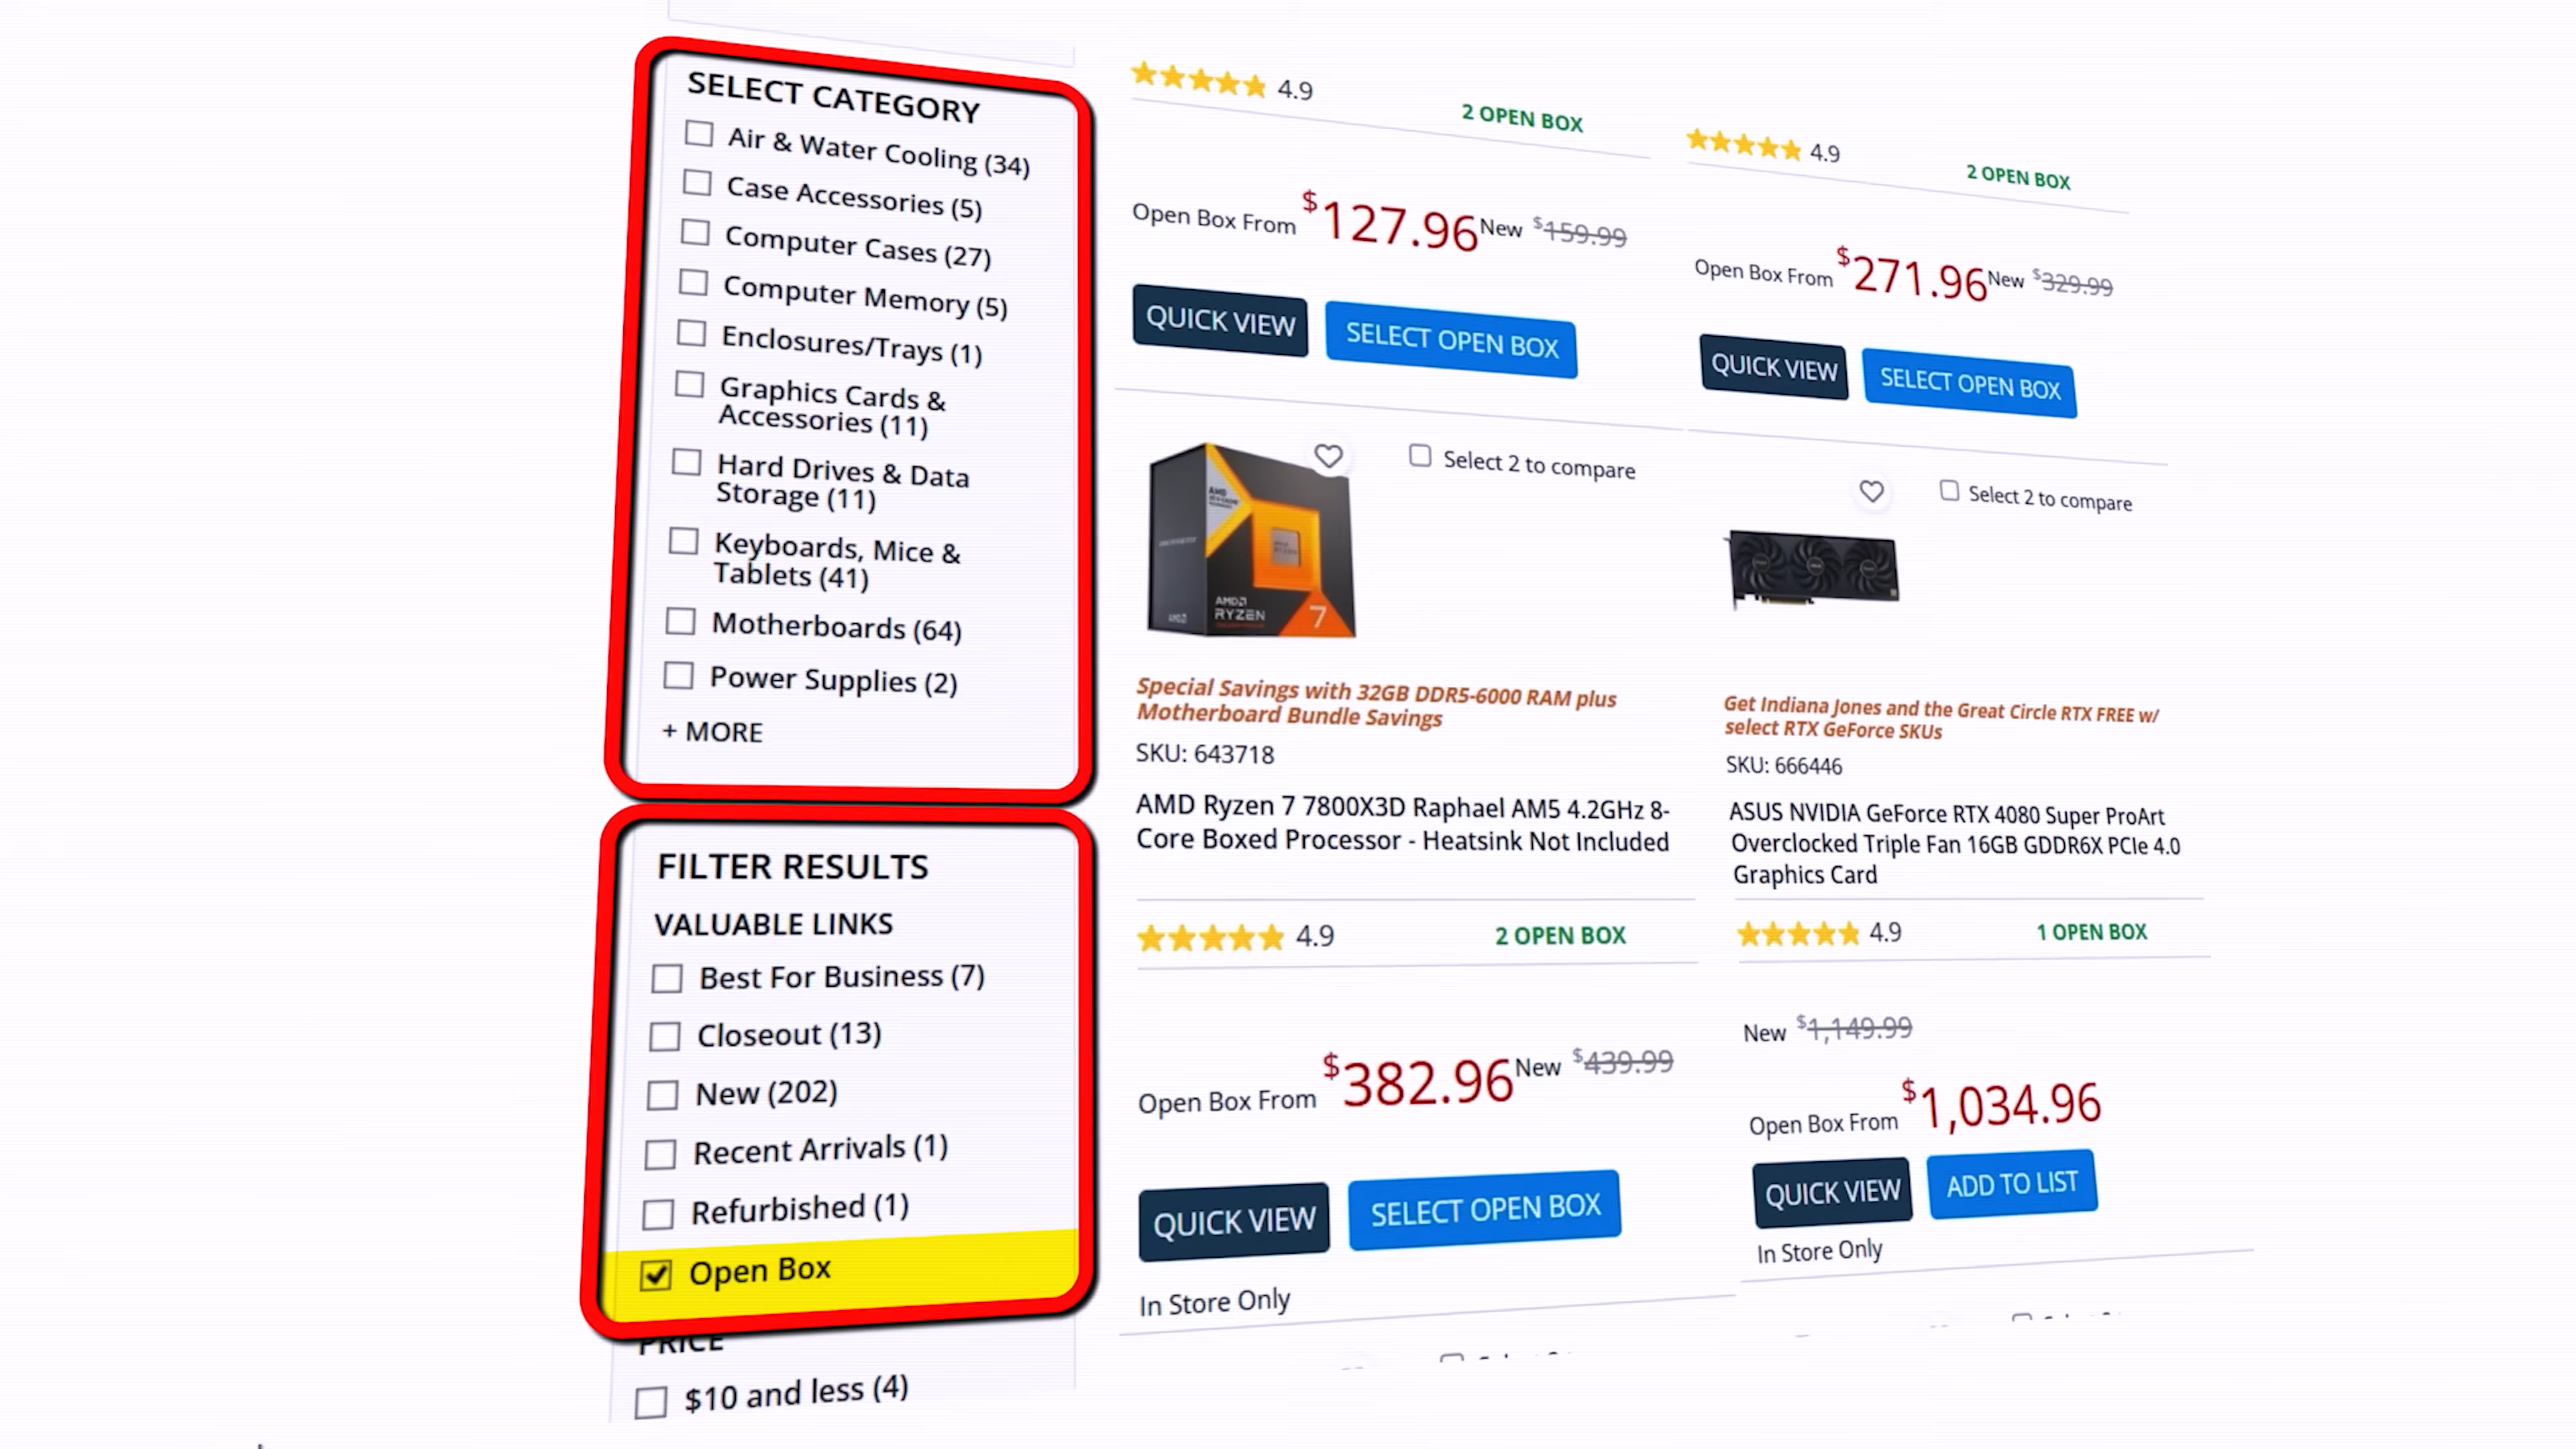 SELECT CATEGORY
Air & Water Cooling (34)
Case Accessories (5)
Computer Cases (27)
Computer Memory (5)
Enclosures/Trays (1)
Graphics Cards &
Accessories (11)
Hard Drives & Data
Storage (11)
Keyboards, Mice &
Tablets (41)
Motherboards (64)
Power Supplies (2)
+ MORE
FILTER RESULTS
VALUABLE LINKS
Best For Business (7)
Closeout (13)
New (202)
Recent Arrivals (1)
Refurbished (1)
Open Box
PRICE
$10 and less (4)
4.9 2 OPEN BOX
Open Box From $127.96 New $159.99
QUICK VIEW SELECT OPEN BOX
Select 2 to compare
AMD
AMD
RYZEN
7
AMD
Special Savings with 32GB DDR5-6000 RAM plus
Motherboard Bundle Savings
SKU: 643718
AMD Ryzen 7 7800X3D Raphael AM5 4.2GHz 8-
Core Boxed Processor - Heatsink Not Included
4.9 2 OPEN BOX
Open Box From $382.96 New $439.99
QUICK VIEW SELECT OPEN BOX
In Store Only
4.9 2 OPEN BOX
Open Box From $271.96 New $329.99
QUICK VIEW SELECT OPEN BOX
Select 2 to compare
Get Indiana Jones and the Great Circle RTX FREE w/
select RTX GeForce SKUs
SKU: 666446
ASUS NVIDIA GeForce RTX 4080 Super ProArt
Overclocked Triple Fan 16GB GDDR6X PCIe 4.0
Graphics Card
4.9 1 OPEN BOX
New $1,149.99
Open Box From $1,034.96
QUICK VIEW ADD TO LIST
In Store Only